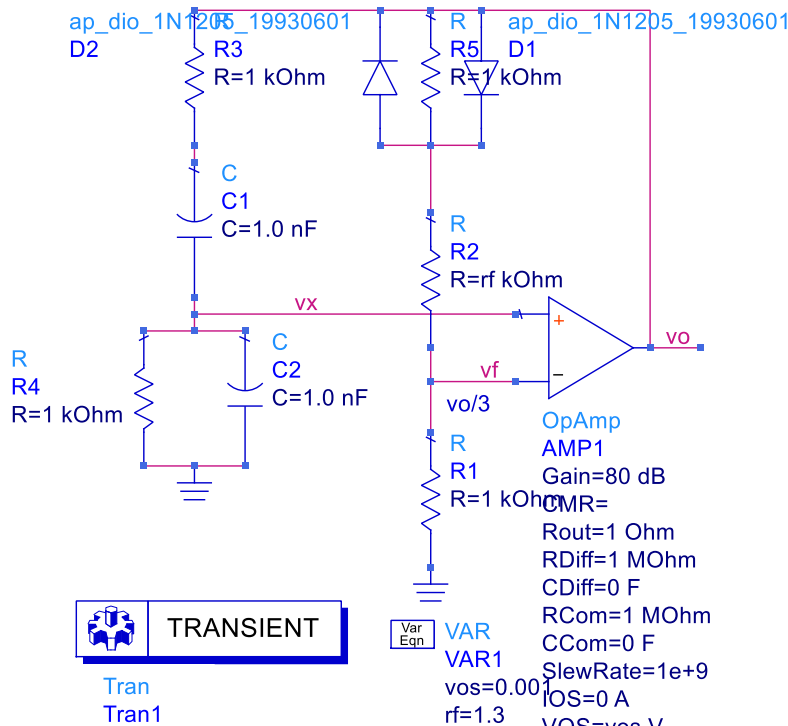 ap_dio_1N1205_19930601
D2
R
R3
R=1 kOhm
R
R5
R=1 kOhm
ap_dio_1N1205_19930601
D1
C
C1
C=1.0 nF
R
R2
R=rf kOhm
vx
+
vo
R
R4
R=1 kOhm
C
C2
C=1.0 nF
vf
−
vo/3
R
R1
R=1 kOhm
OpAmp
AMP1
Gain=80 dB
CMR=
Rout=1 Ohm
RDiff=1 MOhm
CDiff=0 F
RCom=1 MOhm
CCom=0 F
SlewRate=1e+9
IOS=0 A
VOS=vos V
TRANSIENT
Tran
Tran1
Var
Eqn
VAR
VAR1
vos=0.001
rf=1.3